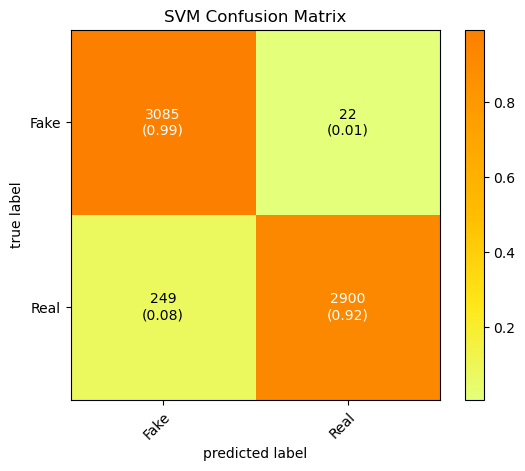 SVM Confusion Matrix
3085
(0.99)
22
(0.01)
249
(0.08)
2900
(0.92)
Fake
Real
true label
Fake
Real
predicted label
0.8
0.6
0.4
0.2